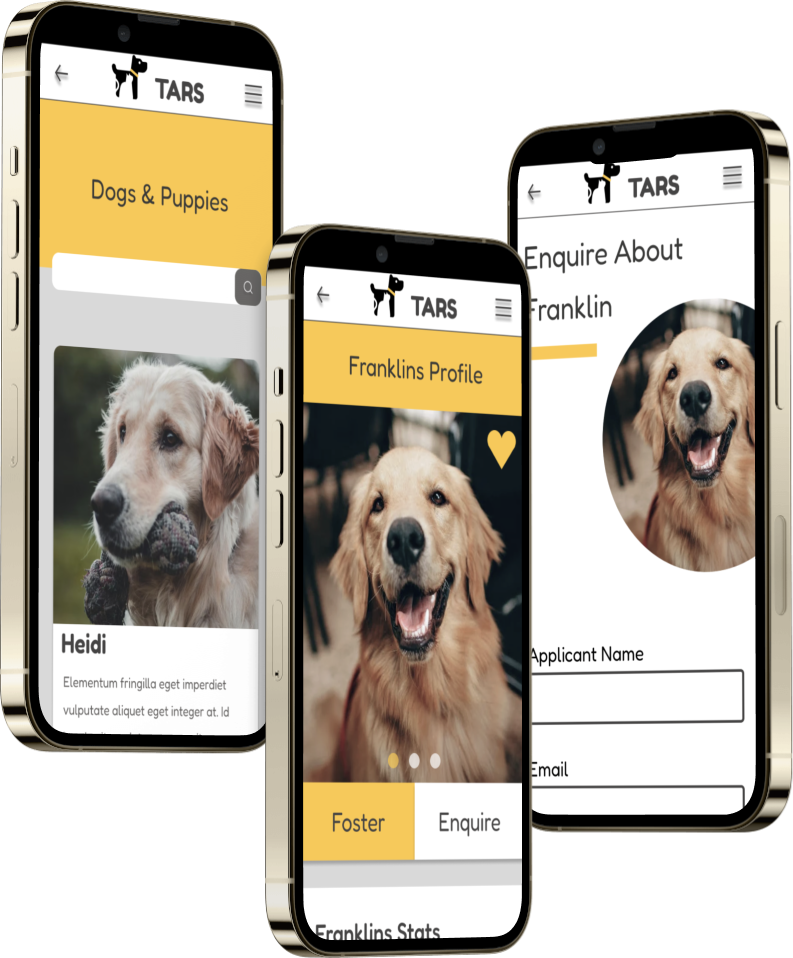 TARS
Dogs & Puppies
Heidi
Elementum fringilla eget imperdiet
vulputate aliquet eget integer at. Id
TARS
Franklins Profile
Foster
Enquire
Franklins Stats
TARS
Enquire About
Franklin
Applicant Name
Email